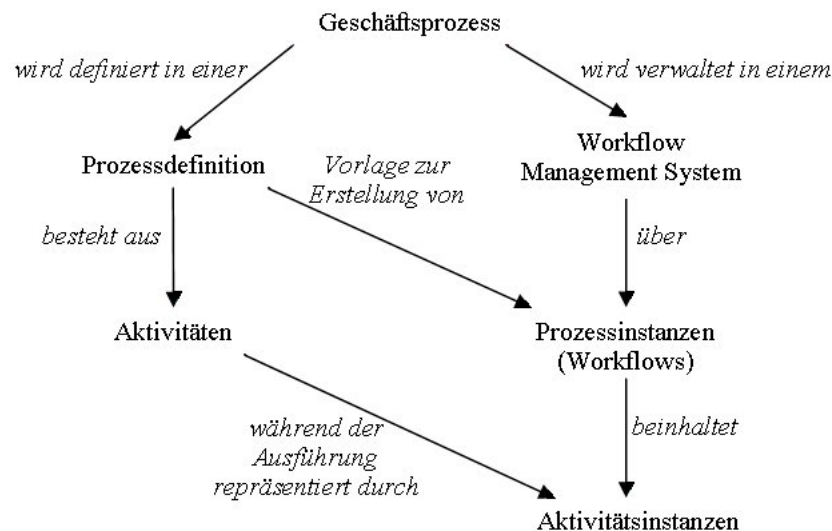 Geschäftsprozess
wird definiert in einer
wird verwaltet in einem
Prozessdefinition
Vorlage zur
Erstellung von
Workflow
Management System
besteht aus
über
Aktivitäten
Prozessinstanzen
(Workflows)
während der
Ausführung
repräsentiert durch
beinhaltet
Aktivitätsinstanzen